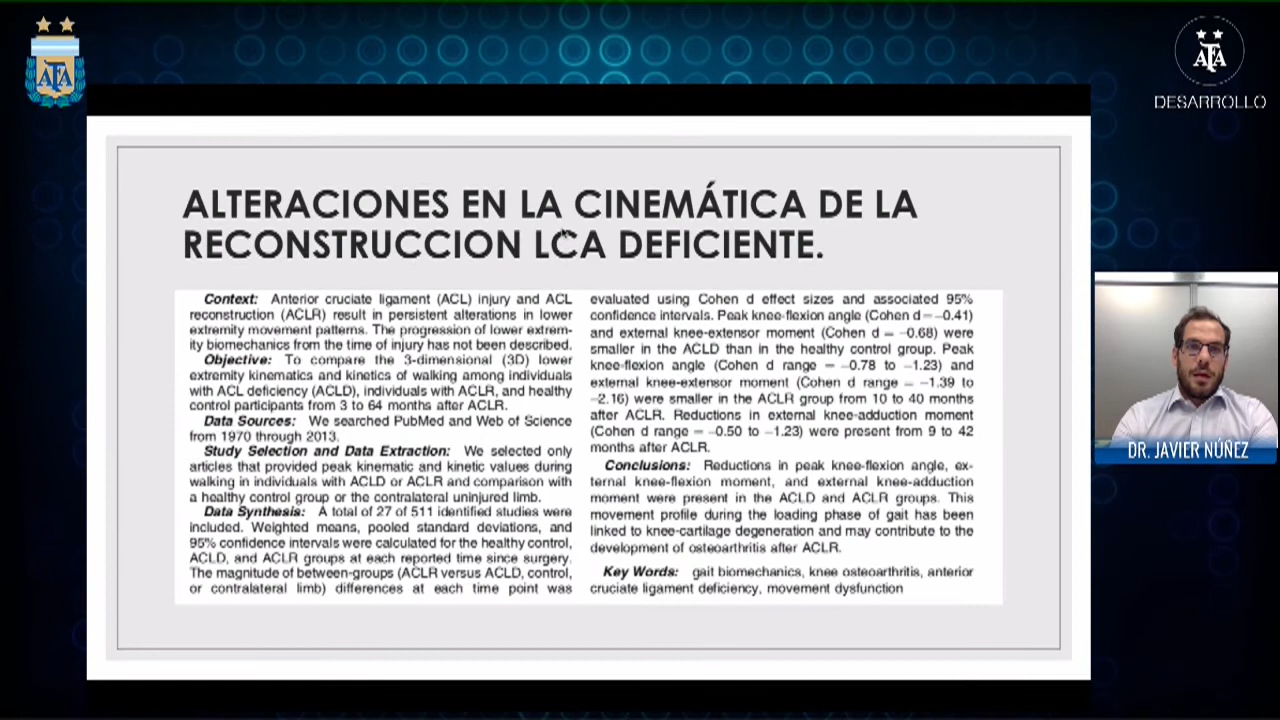 AFA
AFA
DESARROLLO
ALTERACIONES EN LA CINEMÁTICA DE LA
RECONSTRUCCION LCA DEFICIENTE.
Context: Anterior cruciate ligament (ACL) injury and ACL
reconstruction (ACLR) result in persistent alterations in lower
extremity movement patterns. The progression of lower extrem-
ity biomechanics from the time of injury has not been described.
Objective: To compare the 3-dimensional (3D) lower
extremity kinematics and kinetics of walking among individuals
with ACL deficiency (ACLD), individuals with ACLR, and healthy
control participants from 3 to 64 months after ACLR.
Data Sources: We searched PubMed and Web of Science
from 1970 through 2013.
Study Selection and Data Extraction: We selected only
articles that provided peak kinematic and kinetic values during
walking in individuals with ACLD or ACLR and comparison with
a healthy control group or the contralateral uninjured limb.
Data Synthesis: A total of 27 of 511 identified studies were
included. Weighted means, pooled standard deviations, and
95% confidence intervals were calculated for the healthy control,
ACLD, and ACLR groups at each reported time since surgery.
The magnitude of between-groups (ACLR versus ACLD, control,
or contralateral limb) differences at each time point was
evaluated using Cohen d effect sizes and associated 95%
confidence intervals. Peak knee-flexion angle (Cohen d = −0.41)
and external knee-extensor moment (Cohen d = −0.68) were
smaller in the ACLD than in the healthy control group. Peak
knee-flexion angle (Cohen d range = −0.78 to −1.23) and
external knee-extensor moment (Cohen d range = −1.39 to
−2.16) were smaller in the ACLR group from 10 to 40 months
after ACLR. Reductions in external knee-adduction moment
(Cohen d range = −0.50 to −1.23) were present from 9 to 42
months after ACLR.
Conclusions: Reductions in peak knee-flexion angle, ex-
ternal knee-flexion moment, and external knee-adduction
moment were present in the ACLD and ACLR groups. This
movement profile during the loading phase of gait has been
linked to knee-cartilage degeneration and may contribute to the
development of osteoarthritis after ACLR.
Key Words: gait biomechanics, knee osteoarthritis, anterior
cruciate ligament deficiency, movement dysfunction
DR. JAVIER NÚÑEZ